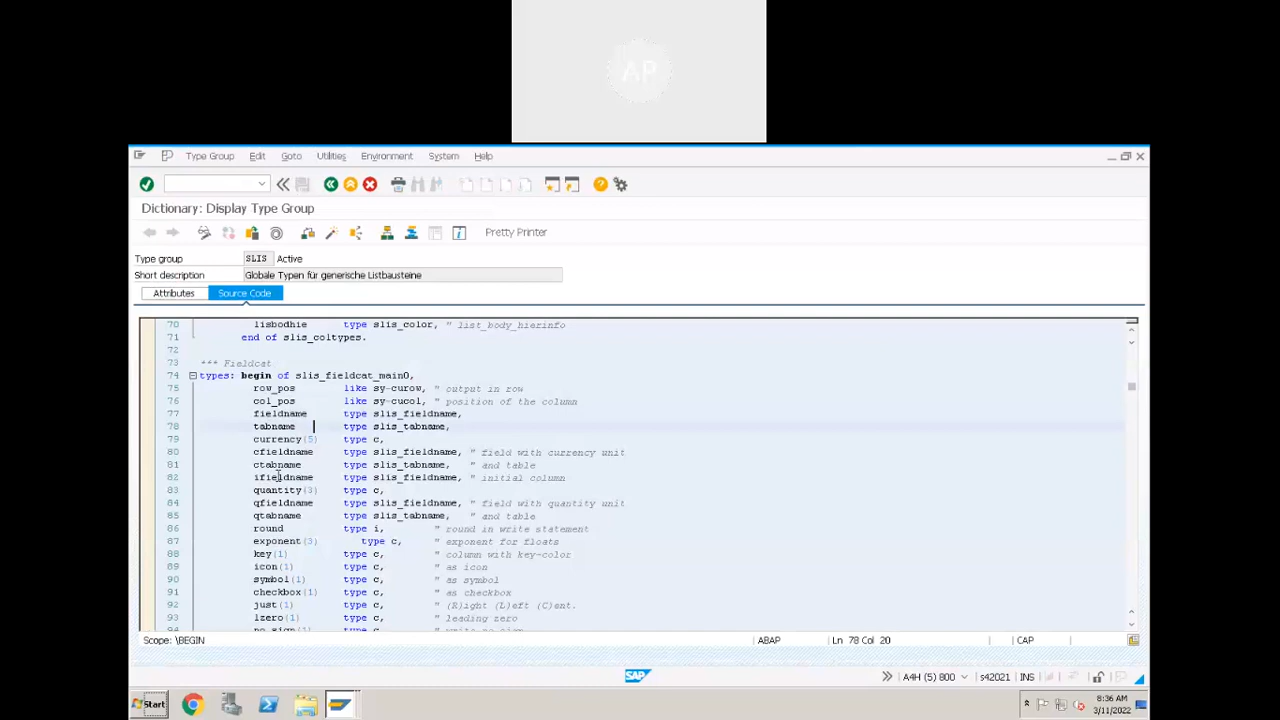 AP
Type Group Edit Goto Utilities Environment System Help
Dictionary: Display Type Group
Pretty Printer
Type group SLIS Active
Short description Globale Typen für generische Listbausteine
Attributes Source Code
70 lisbodhie type slis_color, " list_body_hierinfo
71 end of slis_coltypes.
72
73 *** Fieldcat
74 types: begin of slis_fieldcat_main0,
75 row_pos like sy-curow, " output in row
76 col_pos like sy-cucol, " position of the column
77 fieldname type slis_fieldname,
78 tabname type slis_tabname,
79 currency(5) type c,
80 cfieldname type slis_fieldname, " field with currency unit
81 ctabname type slis_tabname, " and table
82 ifieldname type slis_fieldname, " initial column
83 quantity(3) type c,
84 qfieldname type slis_fieldname, " field with quantity unit
85 qtabname type slis_tabname, " and table
86 round type i, " round in write statement
87 exponent(3) type c, " exponent for floats
88 key(1) type c, " column with key-color
89 icon(1) type c, " as icon
90 symbol(1) type c, " as symbol
91 checkbox(1) type c, " as checkbox
92 just(1) type c, " (R)ight (L)eft (C)ent.
93 lzero(1) type c, " leading zero
94 no_sign(1) type c, " write no-sign
Scope: \BEGIN ABAP Ln 78 Col 20 CAP
SAP A4H (5) 800 s42021 INS
Start 8:36 AM
3/11/2022